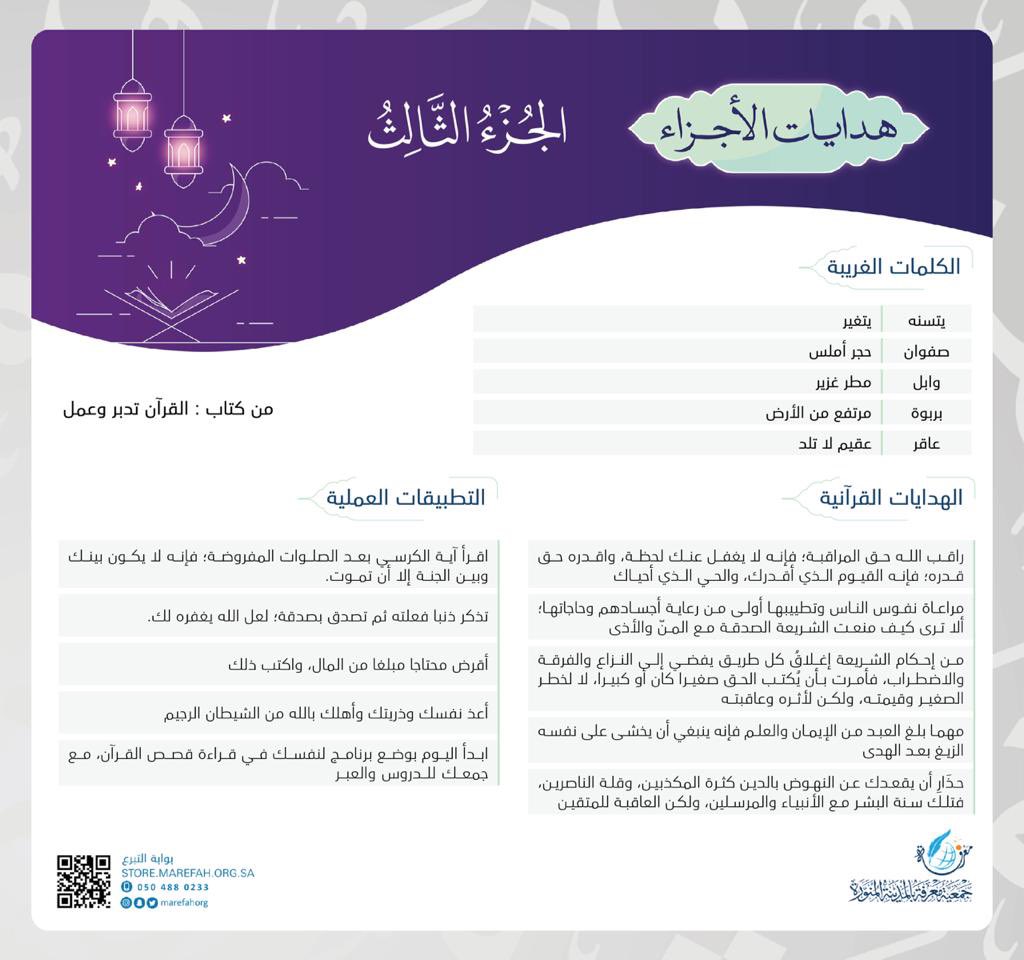 هدايات الأجزاء
الجُزْءُ الثَّالِثُ
الكلمات الغريبة
يتسنه يتغير
صفوان حجر أملس
وابل مطر غزير
بربوة مرتفع من الأرض
عاقر عقيم لا تلد
من كتاب : القرآن تدبر وعمل
الهدايات القرآنية
راقب الله حق المراقبة؛ فإنه لا يغفل عنك لحظة، واقدره حق
قدره؛ فإنه القيوم الذي أقدرك، والحي الذي أحياك
مراعاة نفوس الناس وتطييبها أولى من رعاية أجسادهم وحاجاتها؛
ألا ترى كيف منعت الشريعة الصدقة مع المنّ والأذى
من إحكام الشريعة إغلاقُ كل طريق يفضي إلى النزاع والفرقة
والاضطراب، فأمرت بأن يُكتب الحق صغيرا كان أو كبيرا، لا لخطر
الصغير وقيمته، ولكن لأثره وعاقبته
مهما بلغ العبد من الإيمان والعلم فإنه ينبغي أن يخشى على نفسه
الزيغ بعد الهدى
حذَارِ أن يقعدك عن النهوض بالدين كثرة المكذبين، وقلة الناصرين،
فتلك سنة البشر مع الأنبياء والمرسلين، ولكن العاقبة للمتقين
التطبيقات العملية
اقرأ آية الكرسي بعد الصلوات المفروضة؛ فإنه لا يكون بينك
وبين الجنة إلا أن تموت.
تذكر ذنبا فعلته ثم تصدق بصدقة؛ لعل الله يغفره لك.
أقرض محتاجا مبلغا من المال، واكتب ذلك
أعذ نفسك وذريتك وأهلك بالله من الشيطان الرجيم
ابدأ اليوم بوضع برنامج لنفسك في قراءة قصص القرآن، مع
جمعك للدروس والعبر
معرفة
جمعية معرفة بالمدينة المنورة
بوابة التبرع
STORE.MAREFAH.ORG.SA
050 488 0233
marefahorg